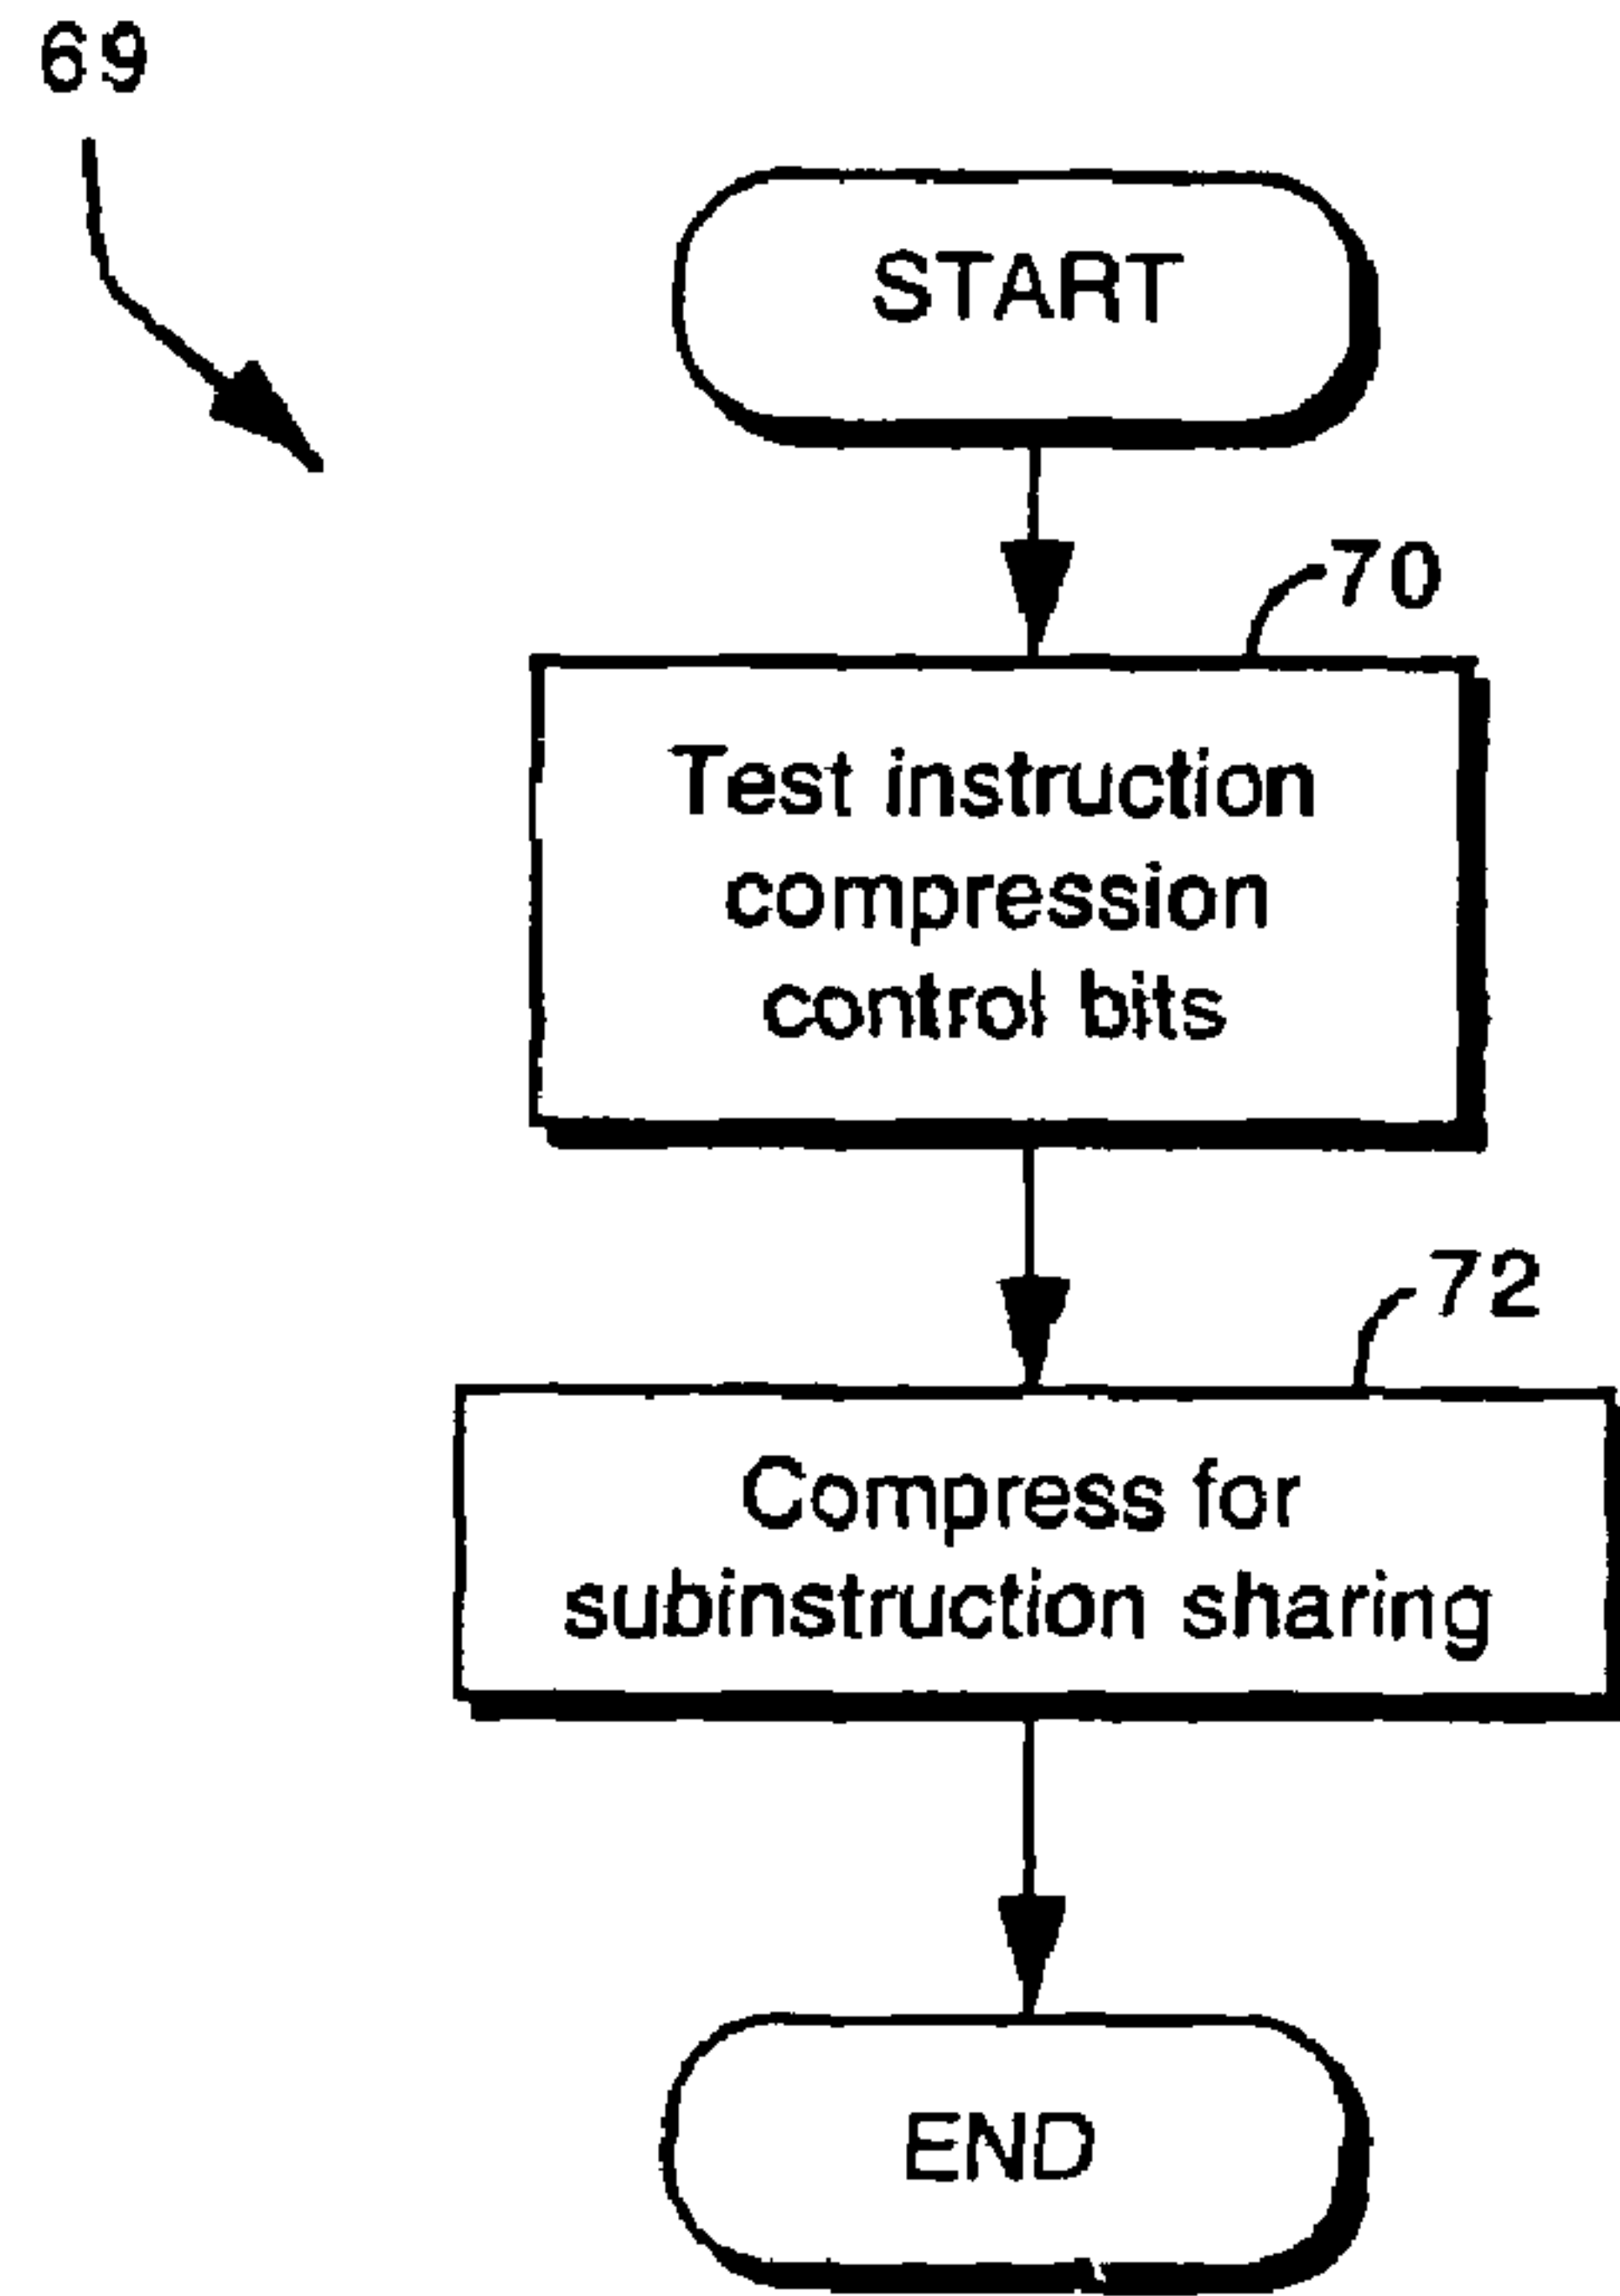 69
START
70
Test instruction
compression
control bits
72
Compress for
subinstruction sharing
END